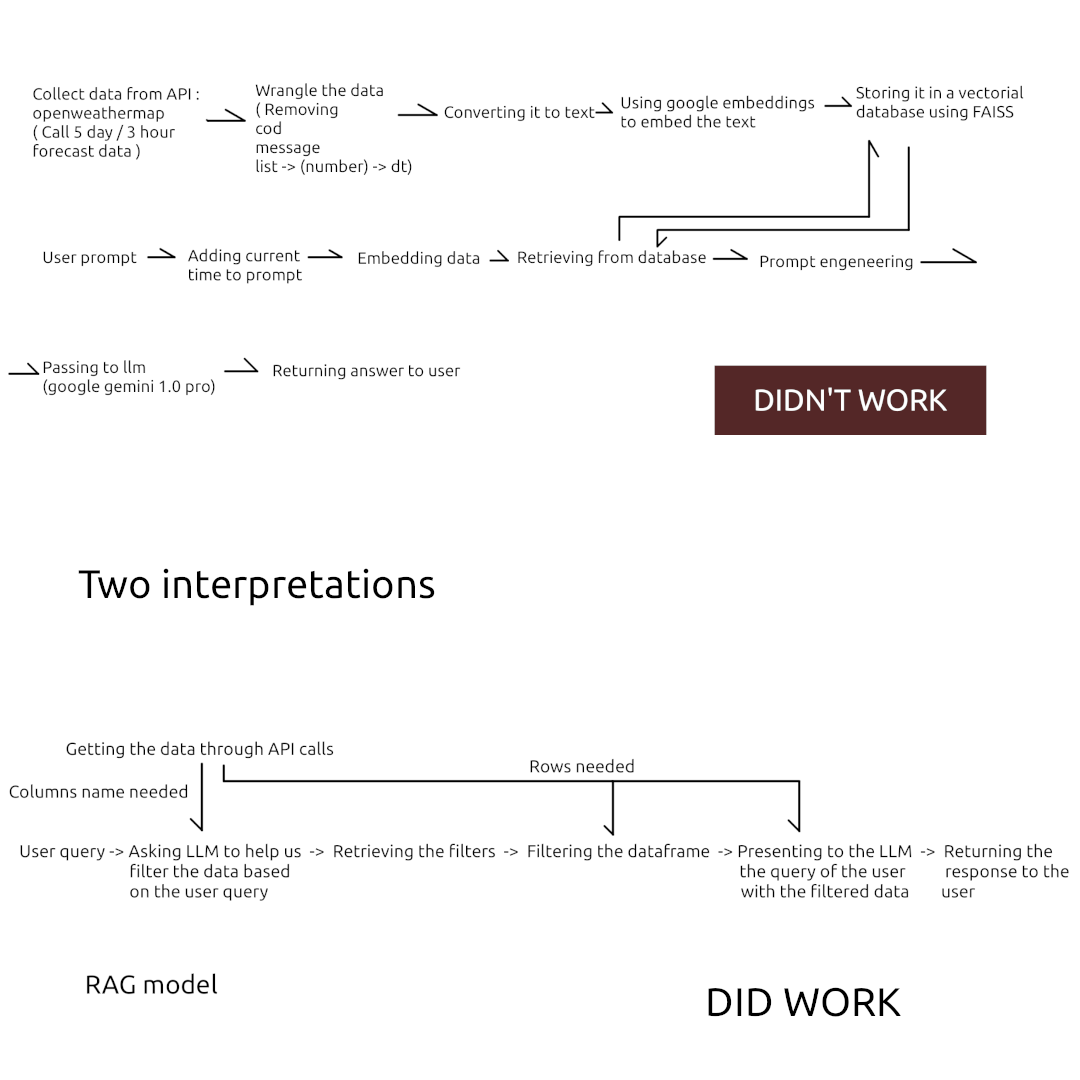 Collect data from API :
openweathermap
( Call 5 day / 3 hour
forecast data )
Wrangle the data
( Removing
cod
message
list -> (number) -> dt)
Converting it to text
Using google embeddings
to embed the text
Storing it in a vectorial
database using FAISS
User prompt
Adding current
time to prompt
Embedding data
Retrieving from database
Prompt engeneering
Passing to llm
(google gemini 1.0 pro)
Returning answer to user
DIDN'T WORK
Two interpretations
Getting the data through API calls
Rows needed
Columns name needed
User query -> Asking LLM to help us -> Retrieving the filters -> Filtering the dataframe -> Presenting to the LLM -> Returning the
filter the data based the query of the user response to the
on the user query with the filtered data user
RAG model
DID WORK